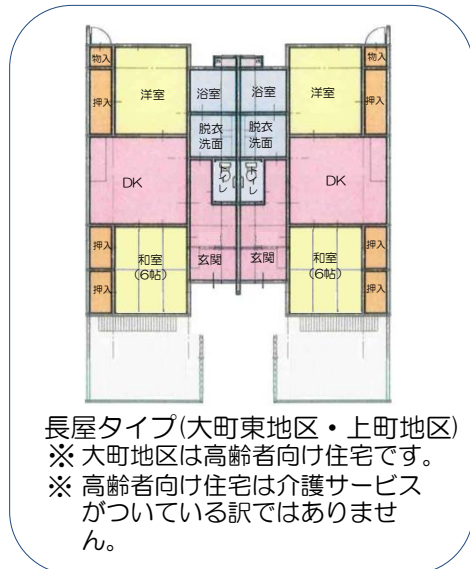 物入 洋室 浴室 浴室 洋室 物入
押入 押入
脱衣 脱衣
洗面 洗面
トイレ トイレ
DK DK
押入 和室 玄関 玄関 和室 押入
(6帖) (6帖)
押入 押入
長屋タイプ(大町東地区・上町地区)
※ 大町地区は高齢者向け住宅です。
※ 高齢者向け住宅は介護サービス
がついている訳ではありませ
ん。